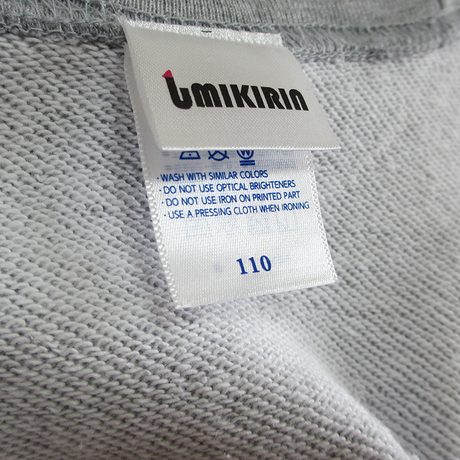 UMIKIRIN
W
· WASH WITH SIMILAR COLORS
· DO NOT USE OPTICAL BRIGHTENERS
· DO NOT USE IRON ON PRINTED PART
· USE A PRESSING CLOTH WHEN IRONING
110